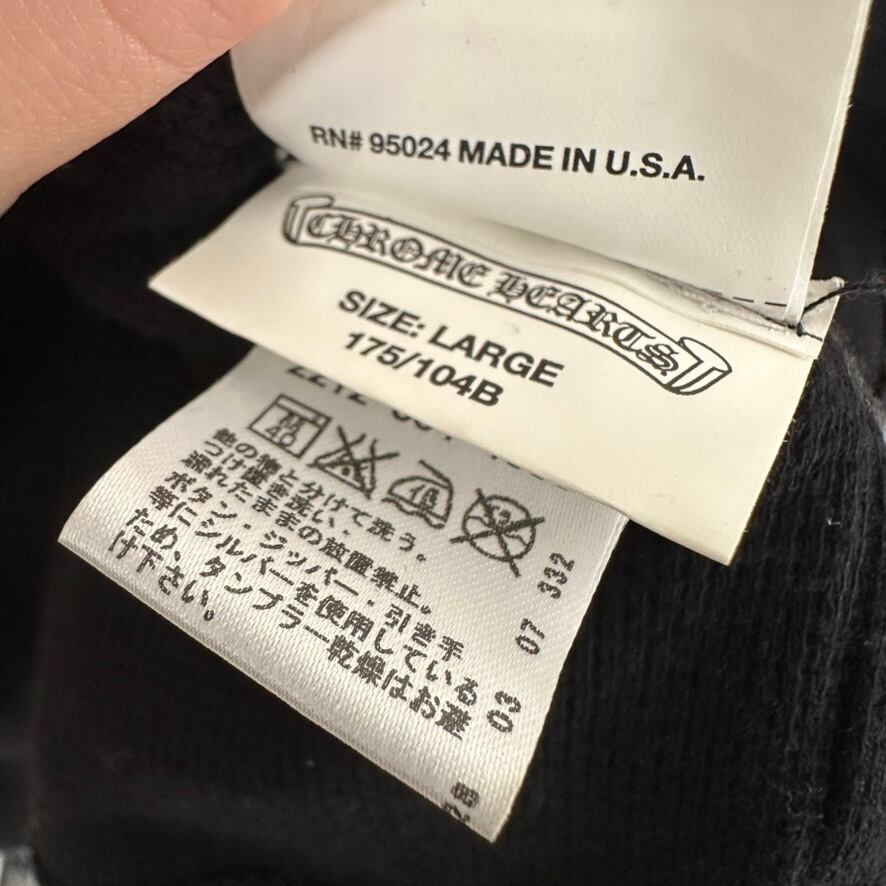 RN# 95024 MADE IN U.S.A.
CHROME HEARTS
SIZE: LARGE
175/104B
40
他の物と分けて洗う。
つけ置き洗い、
濡れたままの放置禁止。
ボタン・ジッパー・引き手
等にシルバーを使用している
ため、タンブラー乾燥はお避
け下さい。
03 07 332